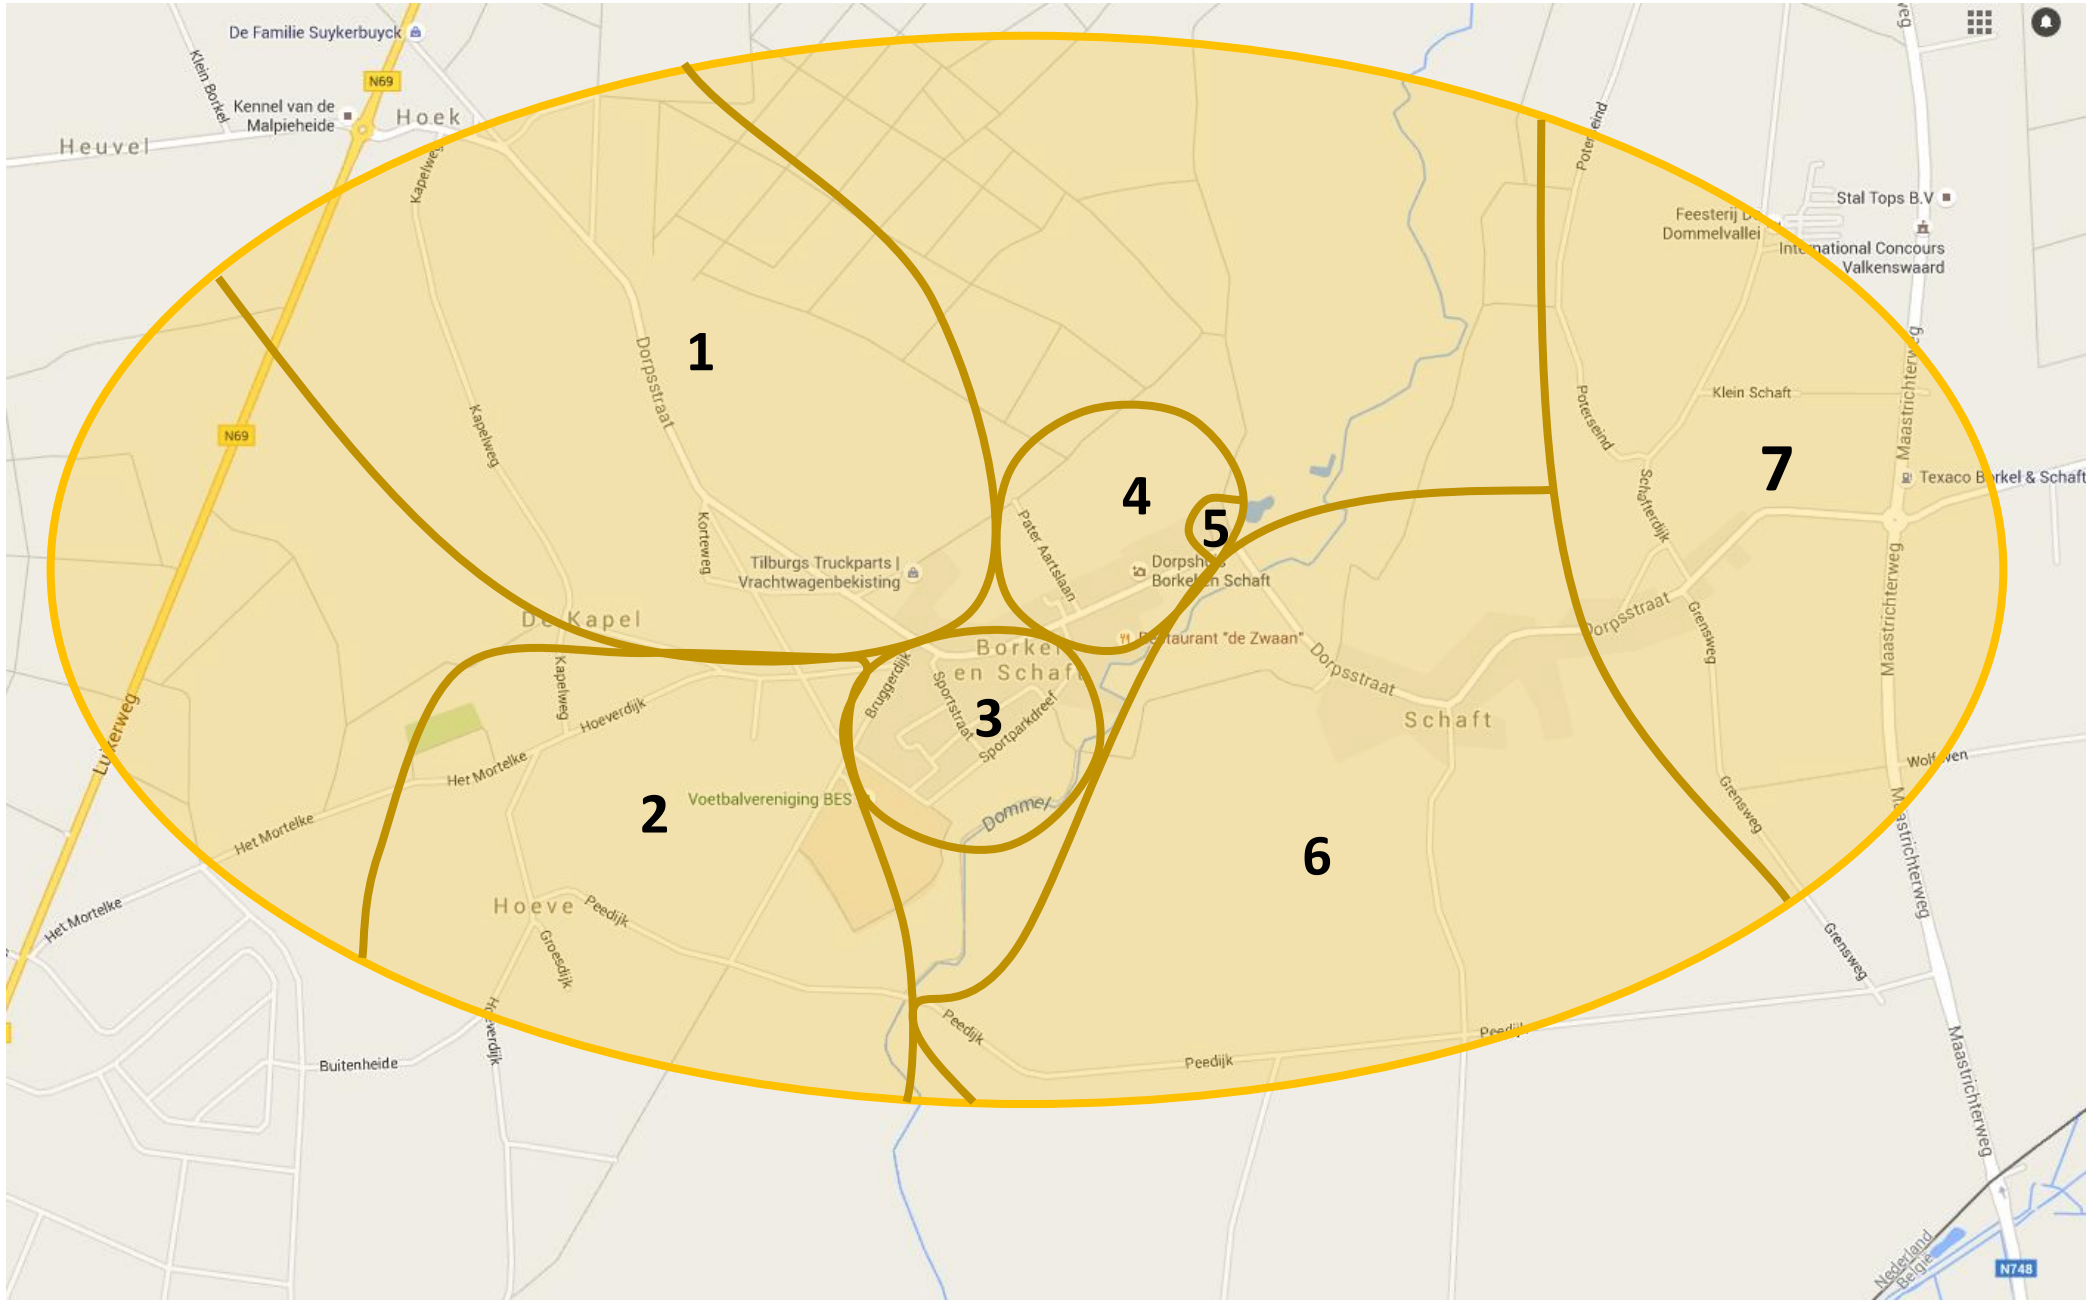 De Familie Suykerbuyck
Klein Borkel
N69
Kennel van de
Malpieheide
Hoek
Heuvel
Kapelweg
Poterseind
Stal Tops B.V
Feesterij De
Dommelvallei
International Concours
Valkenswaard
1
Dorpsstraat
Maastrichterweg
Klein Schaft
Kapelweg
Poterseind
N69
7
4
Texaco Borkel & Schaft
Schafterdijk
5
Pater Aartslaan
Korteweg
Tilburgs Truckparts |
Vrachtwagenbekisting
Dorpshuis
Borkel en Schaft
De Kapel
Dorpsstraat
Maastrichterweg
Grensweg
Restaurant "de Zwaan"
Borkel
en Schaft
Dorpsstraat
Kapelweg
Bruggerdijk
Sportstraat
Sportparkdreef
3
Hoeverdijk
Schaft
Luikerweg
Wolfsven
Het Mortelke
Voetbalvereniging BES
2
Dommel
Grensweg
Het Mortelke
Maastrichterweg
6
Hoeve
Peedijk
Het Mortelke
Groesdijk
Grensweg
Hoeverdijk
Peedijk
Peedijk
Peedijk
Buitenheide
Maastrichterweg
Nederland
België
N748